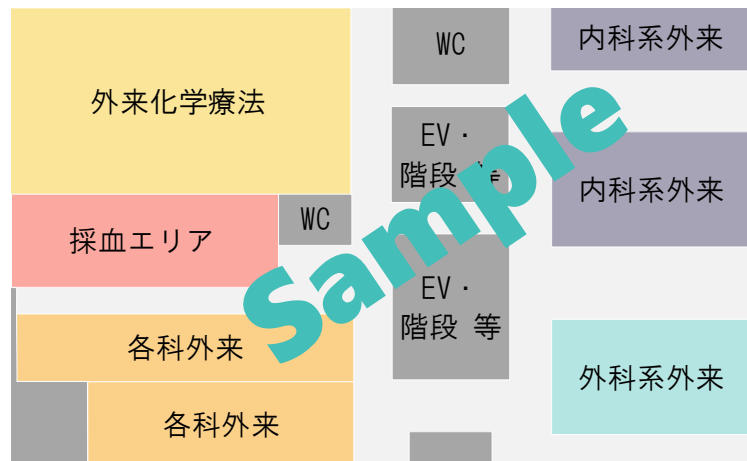 外来化学療法
WC
内科系外来
EV・
階段 等
内科系外来
採血エリア
WC
Sample
EV・
階段 等
各科外来
外科系外来
各科外来